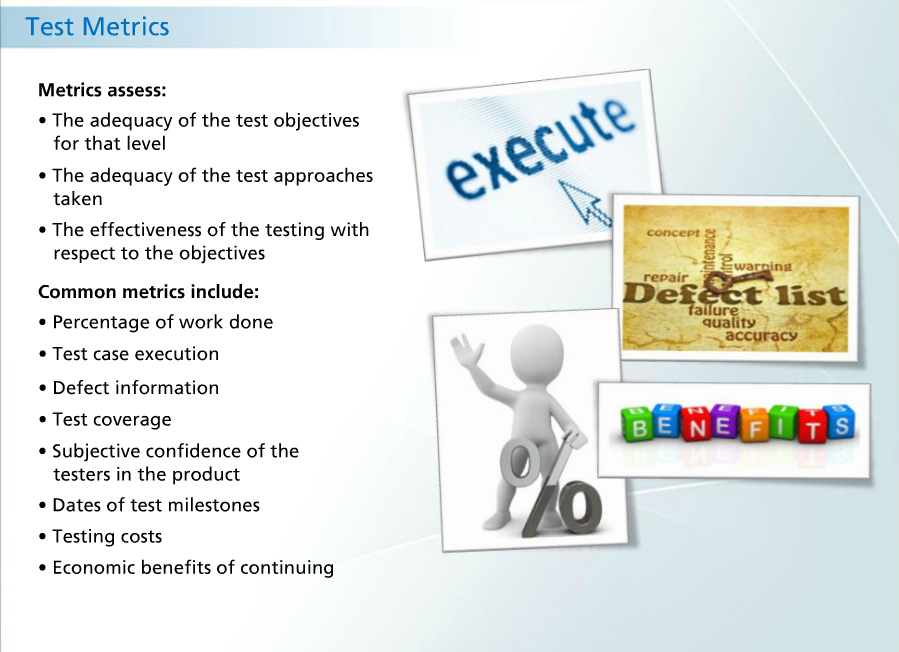 Test Metrics
Metrics assess:
• The adequacy of the test objectives
for that level
• The adequacy of the test approaches
taken
• The effectiveness of the testing with
respect to the objectives
Common metrics include:
• Percentage of work done
• Test case execution
• Defect information
• Test coverage
• Subjective confidence of the
testers in the product
• Dates of test milestones
• Testing costs
• Economic benefits of continuing
execute
concept
warning
repair
Defect list
failure
quality
accuracy
%
BENEFITS